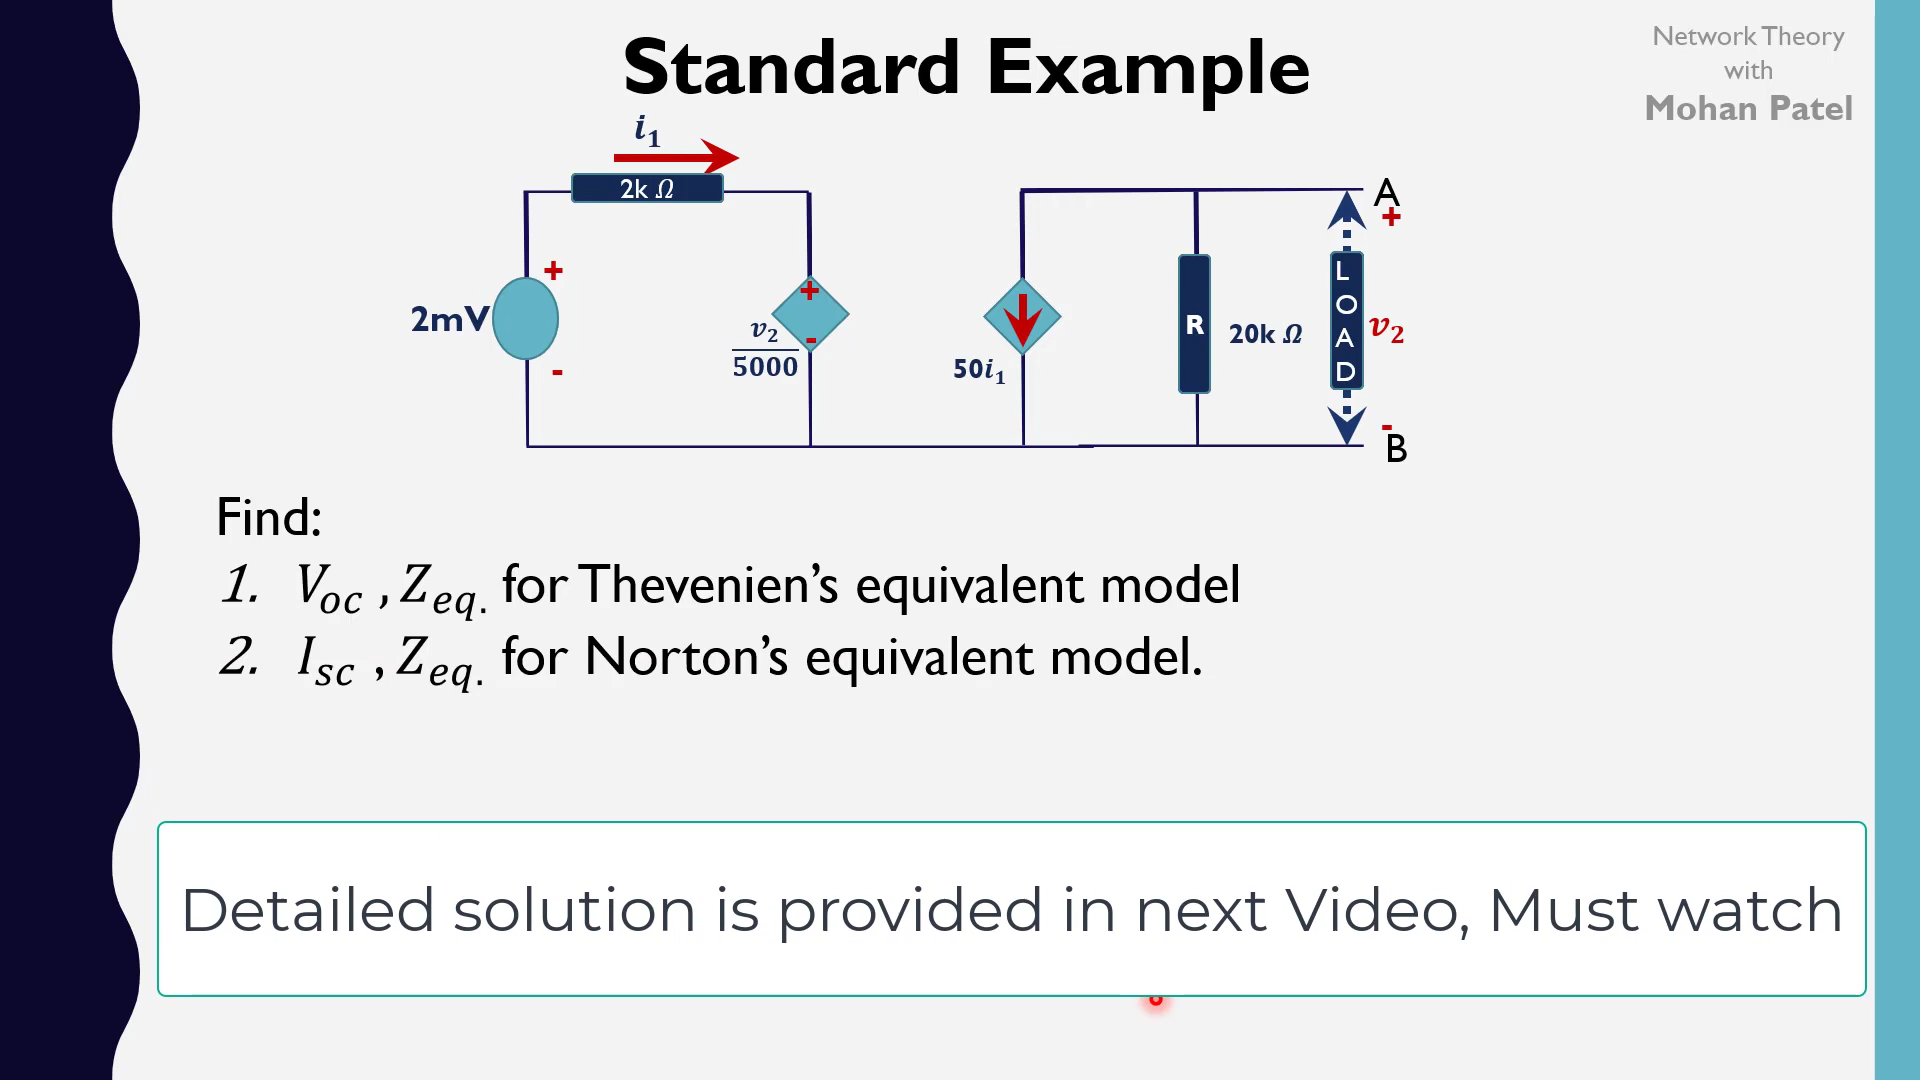 Standard Example
Network Theory
with
Mohan Patel
i₁
2k Ω
2mV
+
-
+
-
v₂
5000
50i₁
R
20k Ω
L
O
A
D
A
+
v₂
-
B
Find:
1. V_oc , Z_eq. for Thevenien’s equivalent model
2. I_sc , Z_eq. for Norton’s equivalent model.
Detailed solution is provided in next Video, Must watch